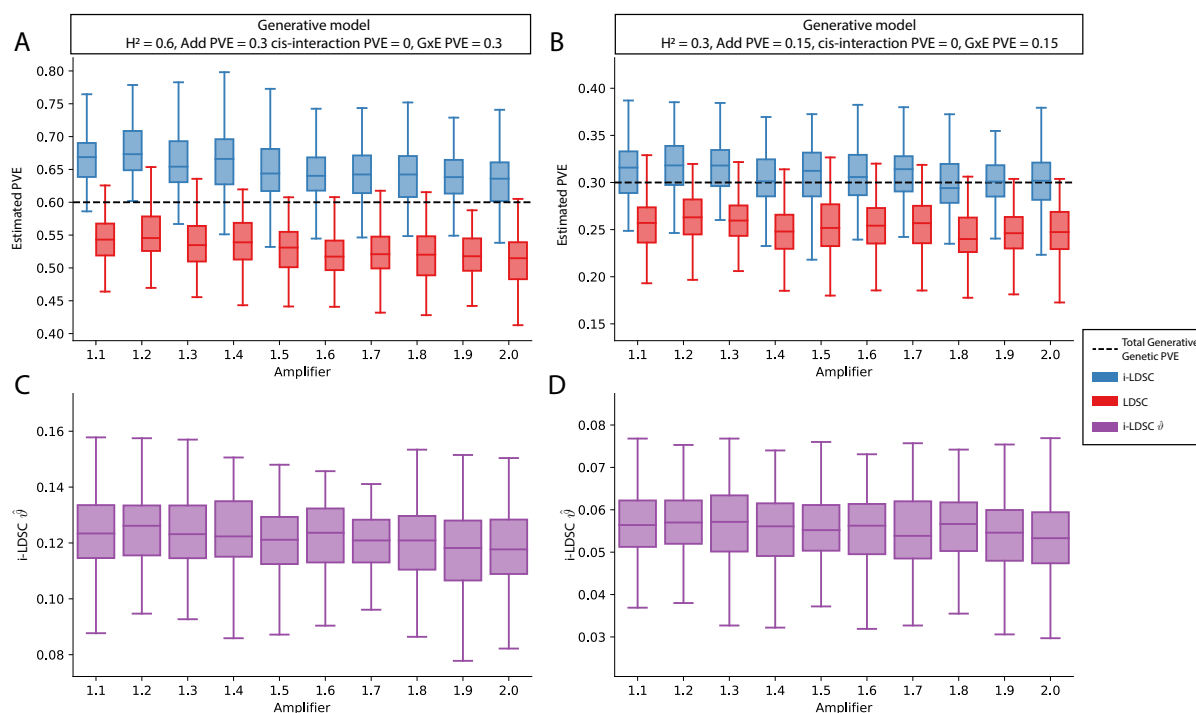 A
Generative model
H² = 0.6, Add PVE = 0.3 cis-interaction PVE = 0, GxE PVE = 0.3
0.80
0.75
0.70
0.65
0.60
0.55
0.50
0.45
0.40
Estimated PVE
1.1 1.2 1.3 1.4 1.5 1.6 1.7 1.8 1.9 2.0
Amplifier
B
Generative model
H² = 0.3, Add PVE = 0.15, cis-interaction PVE = 0, GxE PVE = 0.15
0.40
0.35
0.30
0.25
0.20
0.15
Estimated PVE
1.1 1.2 1.3 1.4 1.5 1.6 1.7 1.8 1.9 2.0
Amplifier
Total Generative
Genetic PVE
i-LDSC
LDSC
i-LDSC ϑ̂
C
0.16
0.14
0.12
0.10
0.08
i-LDSC ϑ̂
1.1 1.2 1.3 1.4 1.5 1.6 1.7 1.8 1.9 2.0
Amplifier
D
0.08
0.07
0.06
0.05
0.04
0.03
i-LDSC ϑ̂
1.1 1.2 1.3 1.4 1.5 1.6 1.7 1.8 1.9 2.0
Amplifier